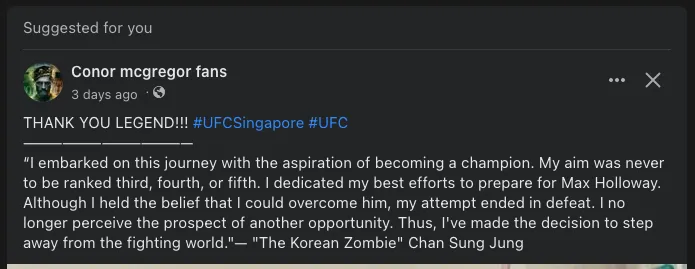 Suggested for you
Conor mcgregor fans
3 days ago ·
THANK YOU LEGEND!!! #UFCSingapore #UFC
————————————
“I embarked on this journey with the aspiration of becoming a champion. My aim was never
to be ranked third, fourth, or fifth. I dedicated my best efforts to prepare for Max Holloway.
Although I held the belief that I could overcome him, my attempt ended in defeat. I no
longer perceive the prospect of another opportunity. Thus, I've made the decision to step
away from the fighting world."— "The Korean Zombie" Chan Sung Jung